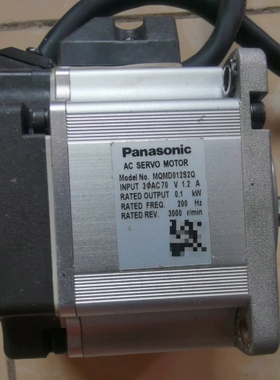 Panasonic
AC SERVO MOTOR
Model No. MQMD012S2Q
INPUT 3ΦAC70 V 1.2 A
RATED OUTPUT 0.1 kW
RATED FREQ. 200 Hz
RATED REV. 3000 r/min